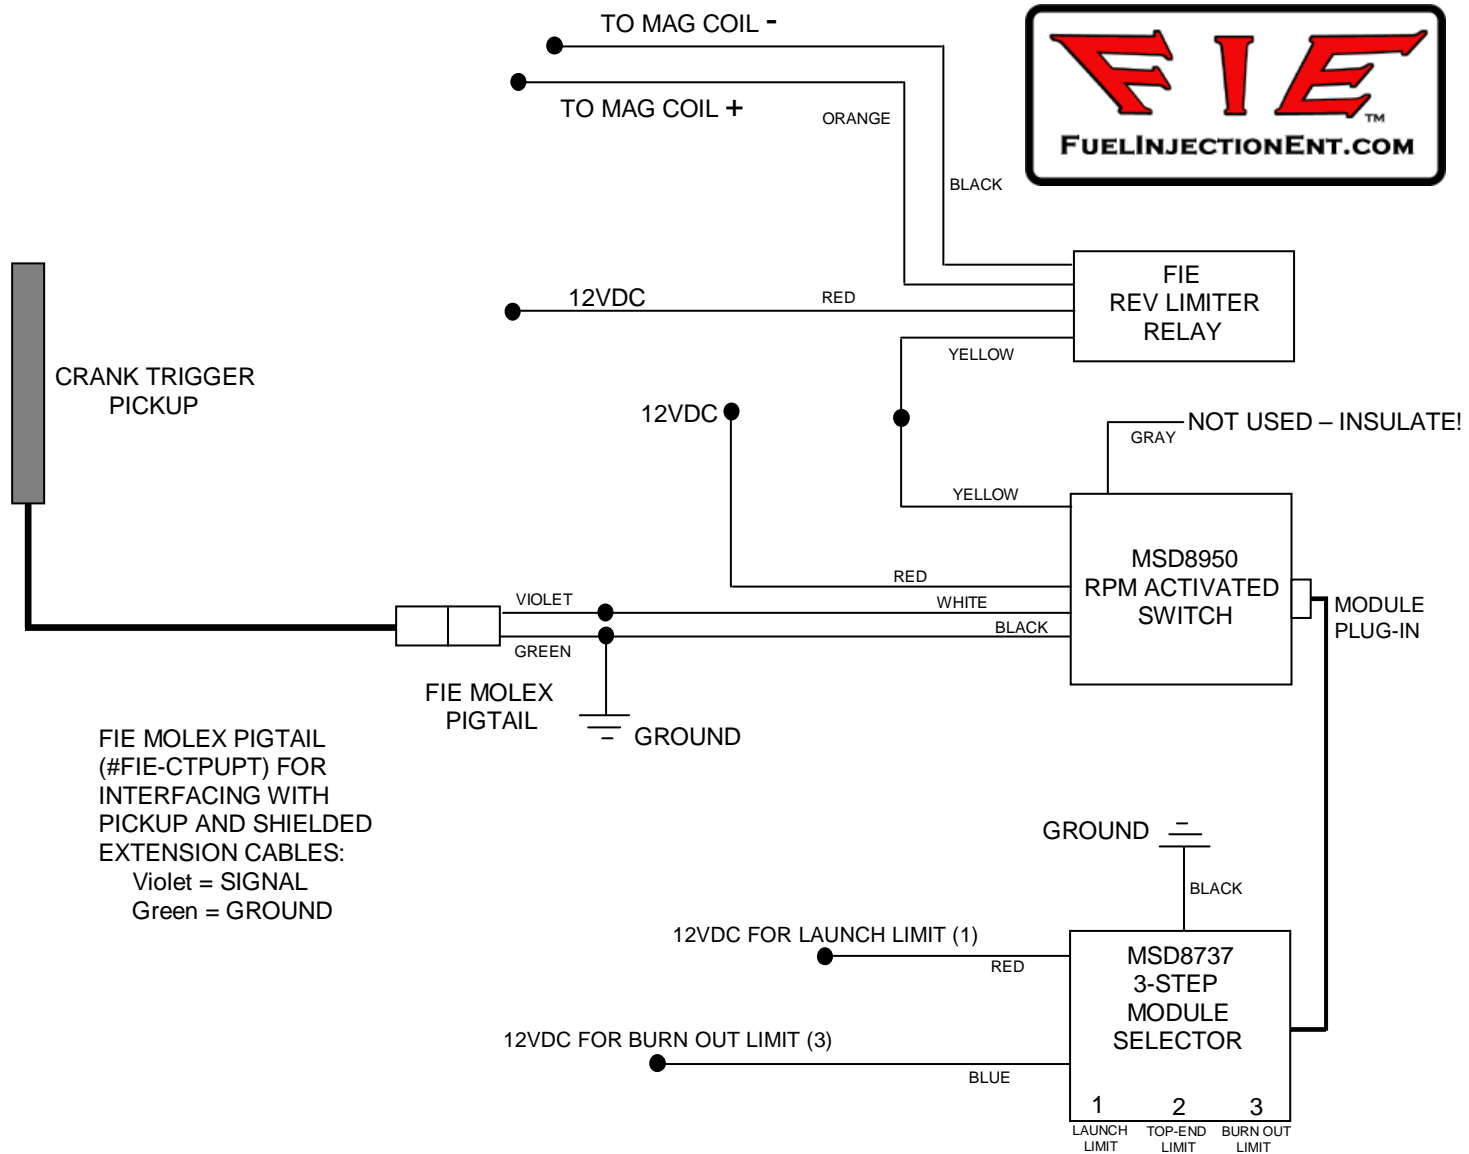 TO MAG COIL -
TO MAG COIL +
ORANGE
BLACK
FIE
TM
FUELINJECTIONENT.COM
12VDC
RED
FIE
REV LIMITER
RELAY
YELLOW
CRANK TRIGGER
PICKUP
12VDC
NOT USED – INSULATE!
GRAY
YELLOW
MSD8950
RPM ACTIVATED
SWITCH
RED
WHITE
BLACK
VIOLET
GREEN
MODULE
PLUG-IN
FIE MOLEX
PIGTAIL
GROUND
FIE MOLEX PIGTAIL
(#FIE-CTPUPT) FOR
INTERFACING WITH
PICKUP AND SHIELDED
EXTENSION CABLES:
Violet = SIGNAL
Green = GROUND
GROUND
BLACK
12VDC FOR LAUNCH LIMIT (1)
RED
MSD8737
3-STEP
MODULE
SELECTOR
12VDC FOR BURN OUT LIMIT (3)
BLUE
1 2 3
LAUNCH LIMIT
TOP-END LIMIT
BURN OUT LIMIT